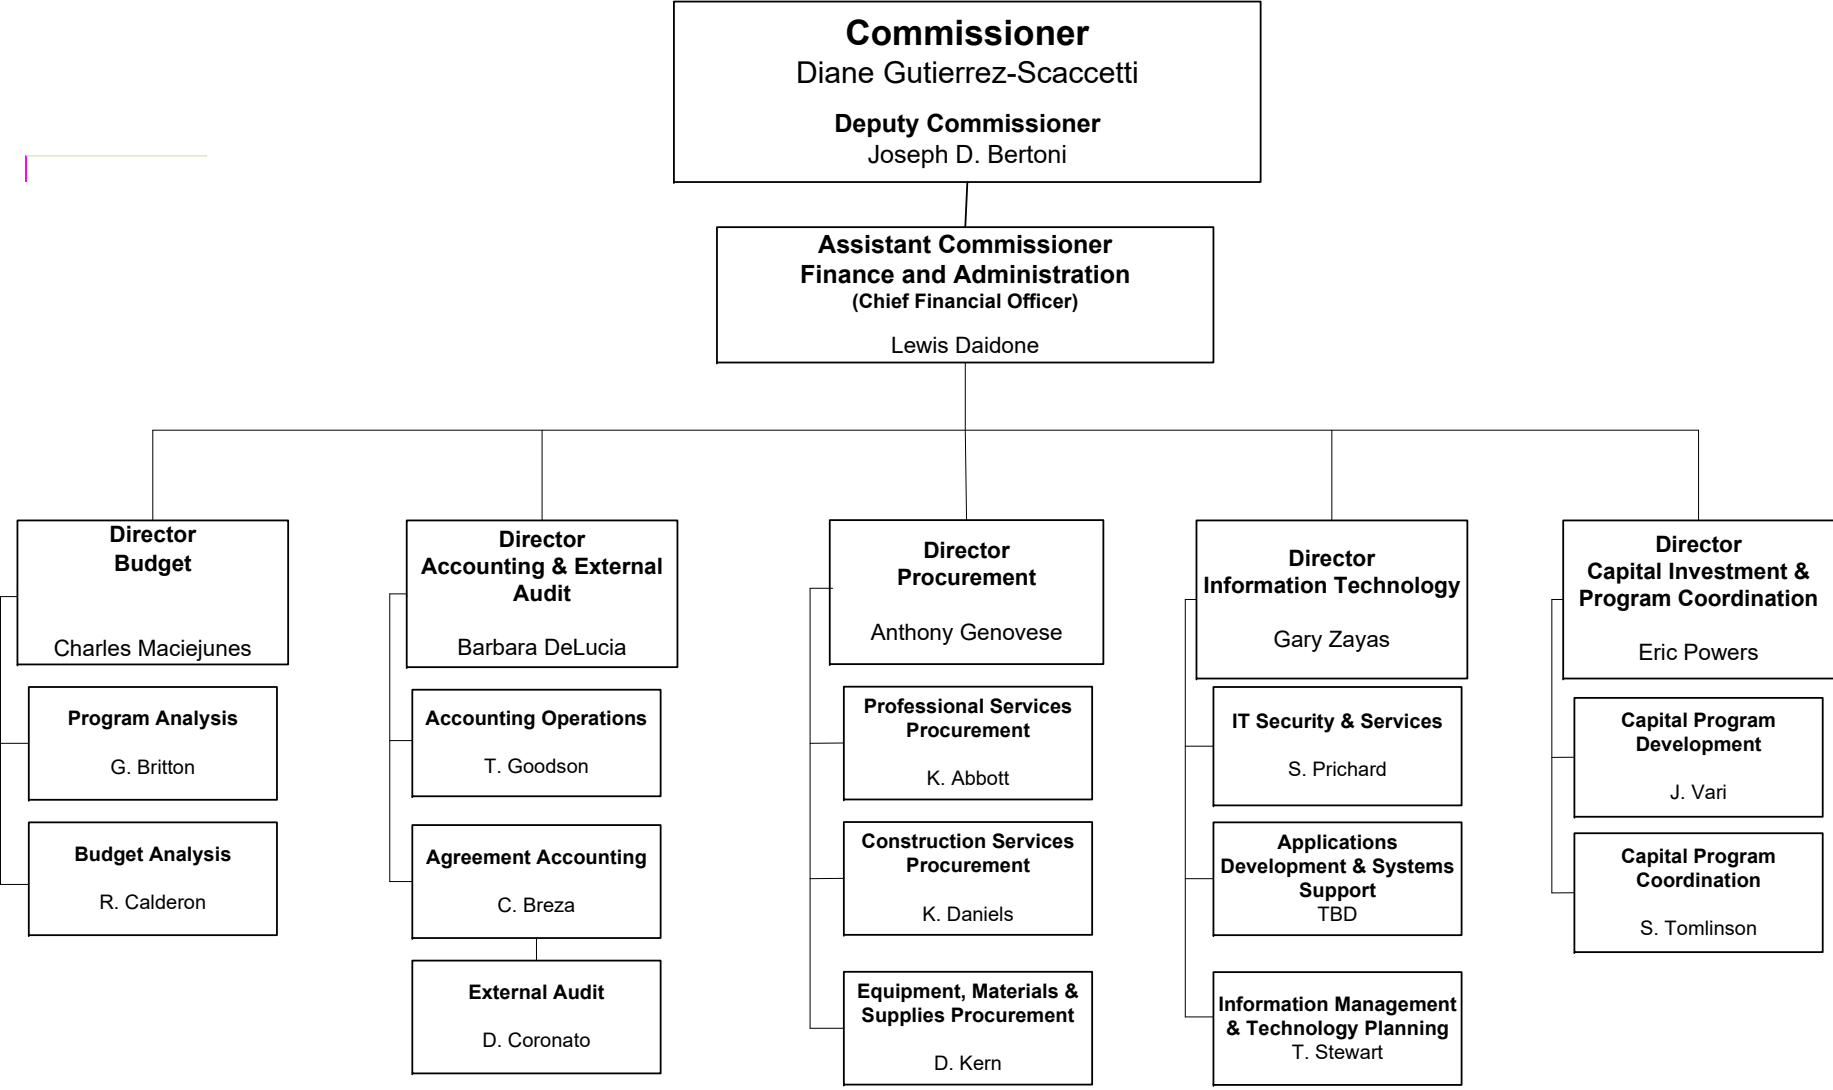 Commissioner
Diane Gutierrez-Scaccetti
Deputy Commissioner
Joseph D. Bertoni
Assistant Commissioner
Finance and Administration
(Chief Financial Officer)
Lewis Daidone
Director
Budget
Charles Maciejunes
Program Analysis
G. Britton
Budget Analysis
R. Calderon
Director
Accounting & External
Audit
Barbara DeLucia
Accounting Operations
T. Goodson
Agreement Accounting
C. Breza
External Audit
D. Coronato
Director
Procurement
Anthony Genovese
Professional Services
Procurement
K. Abbott
Construction Services
Procurement
K. Daniels
Equipment, Materials &
Supplies Procurement
D. Kern
Director
Information Technology
Gary Zayas
IT Security & Services
S. Prichard
Applications
Development & Systems
Support
TBD
Information Management
& Technology Planning
T. Stewart
Director
Capital Investment &
Program Coordination
Eric Powers
Capital Program
Development
J. Vari
Capital Program
Coordination
S. Tomlinson